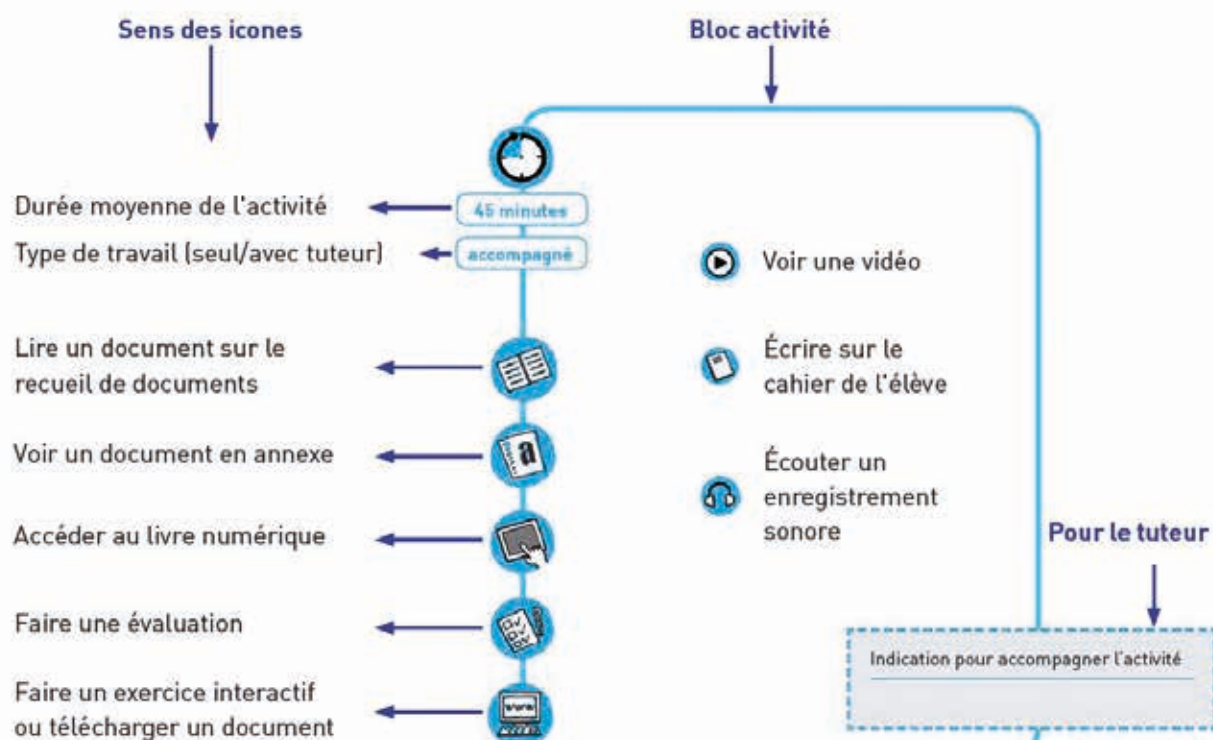 Sens des icones
Bloc activité
Durée moyenne de l'activité
45 minutes
Type de travail (seul/avec tuteur)
accompagné
Lire un document sur le
recueil de documents
Voir un document en annexe
Accéder au livre numérique
Faire une évaluation
Faire un exercice interactif
ou télécharger un document
www
Voir une vidéo
Écrire sur le
cahier de l'élève
Écouter un
enregistrement
sonore
Pour le tuteur
Indication pour accompagner l'activité